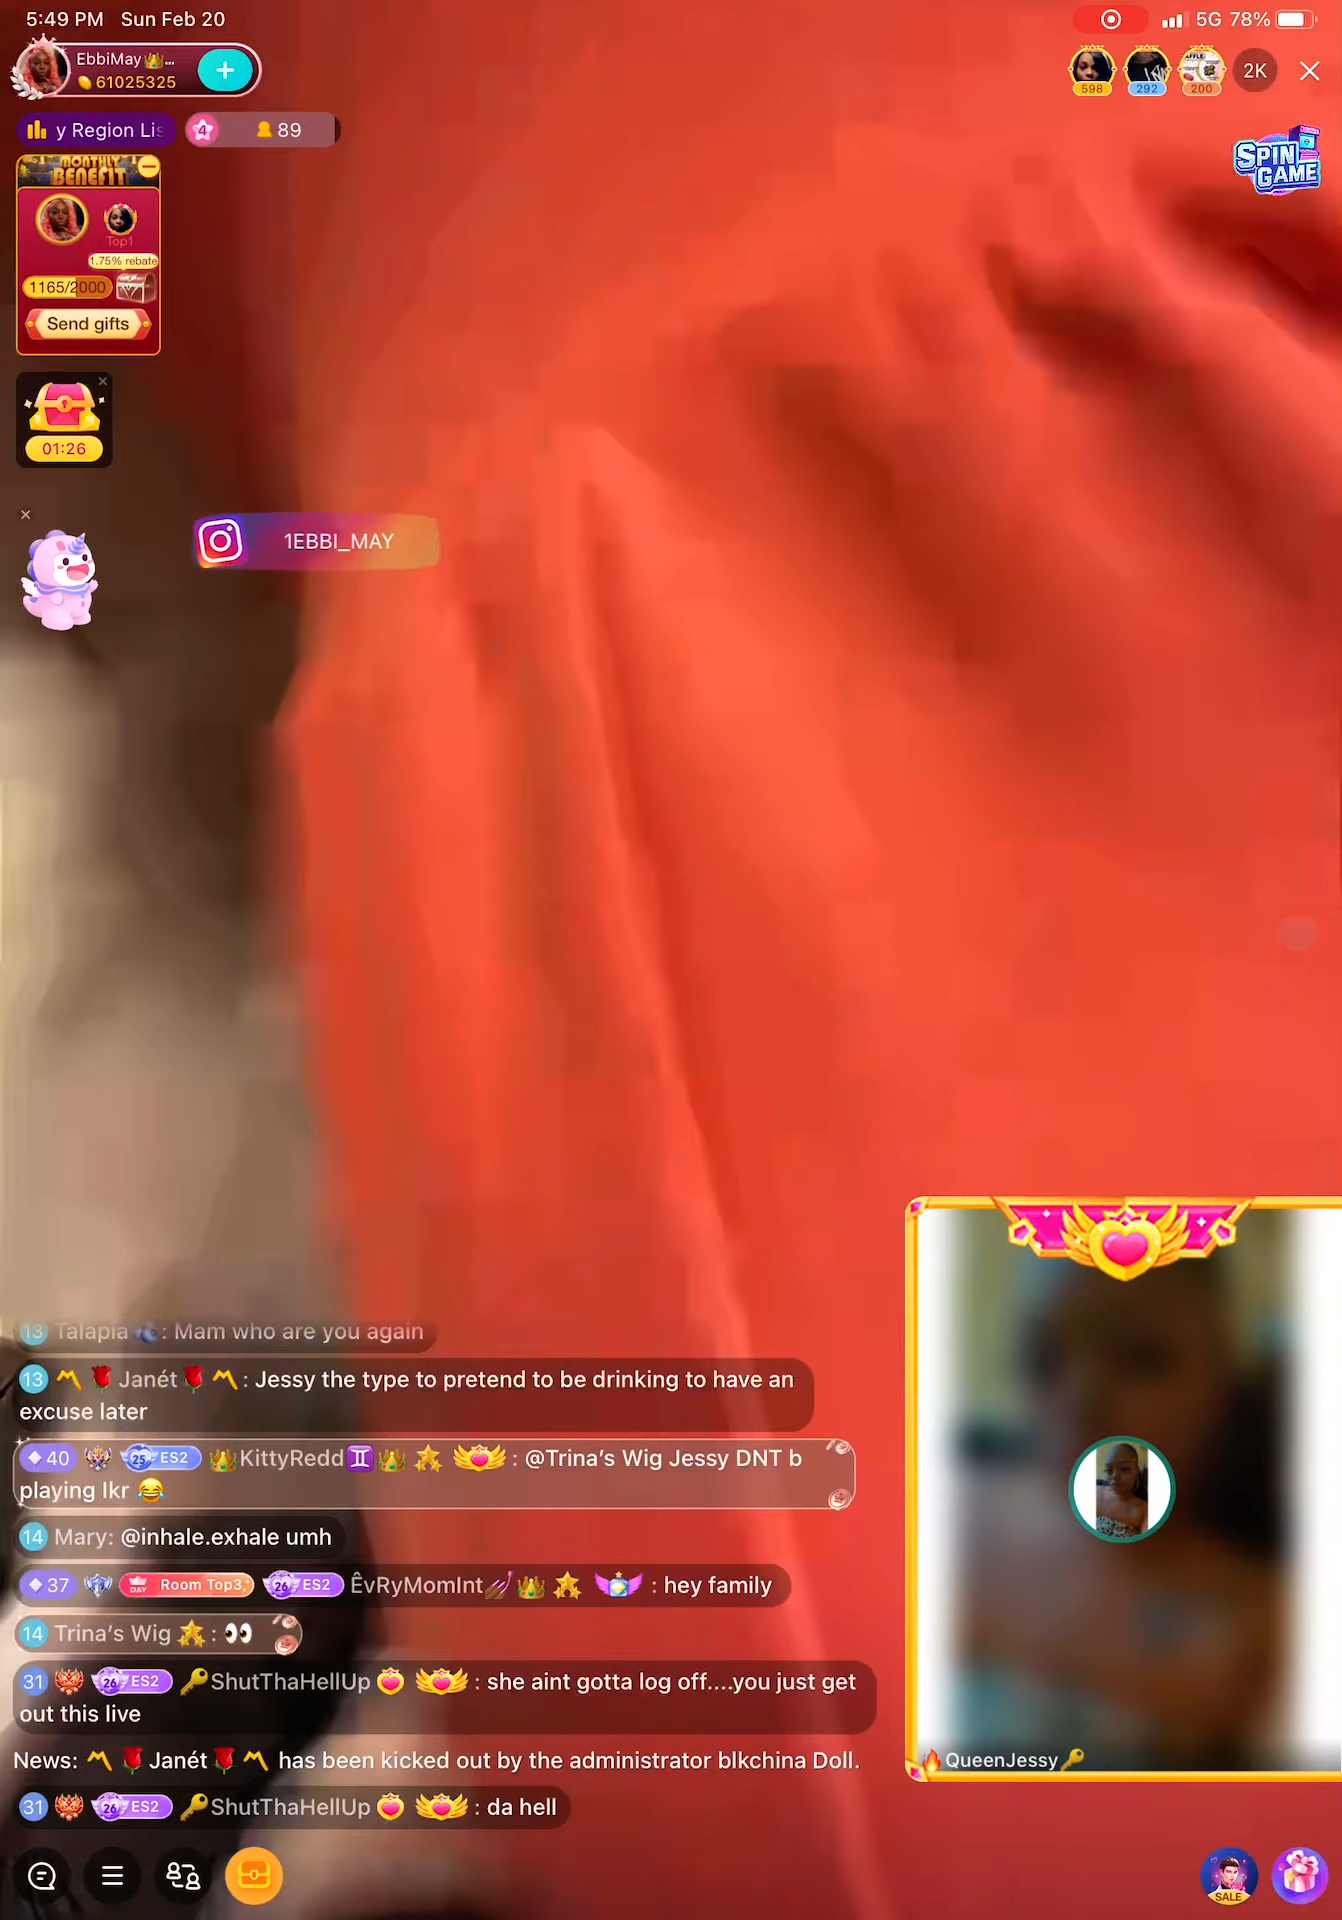 5:49 PM Sun Feb 20
5G 78%
EbbiMay👑...
61025325
598
292
200
2K
y Region Lis
4
89
MONTHLY
BENEFIT
Top1
1.75% rebate
1165/2000
Send gifts
SPIN
GAME
01:26
1EBBI_MAY
13 Talapia : Mam who are you again
13 〽️🌹Janét🌹〽️: Jessy the type to pretend to be drinking to have an
excuse later
40 25 ES2 👑KittyRedd♊👑 : @Trina's Wig Jessy DNT b
playing lkr 😂
14 Mary: @inhale.exhale umh
37 DAY Room Top3 26 ES2 ÊvRyMomInt💅🏾👑 : hey family
14 Trina's Wig : 👀
31 26 ES2 🔑ShutThaHellUp : she aint gotta log off....you just get
out this live
News: 〽️🌹Janét🌹〽️ has been kicked out by the administrator blkchina Doll.
31 26 ES2 🔑ShutThaHellUp : da hell
🔥QueenJessy🔑
SALE